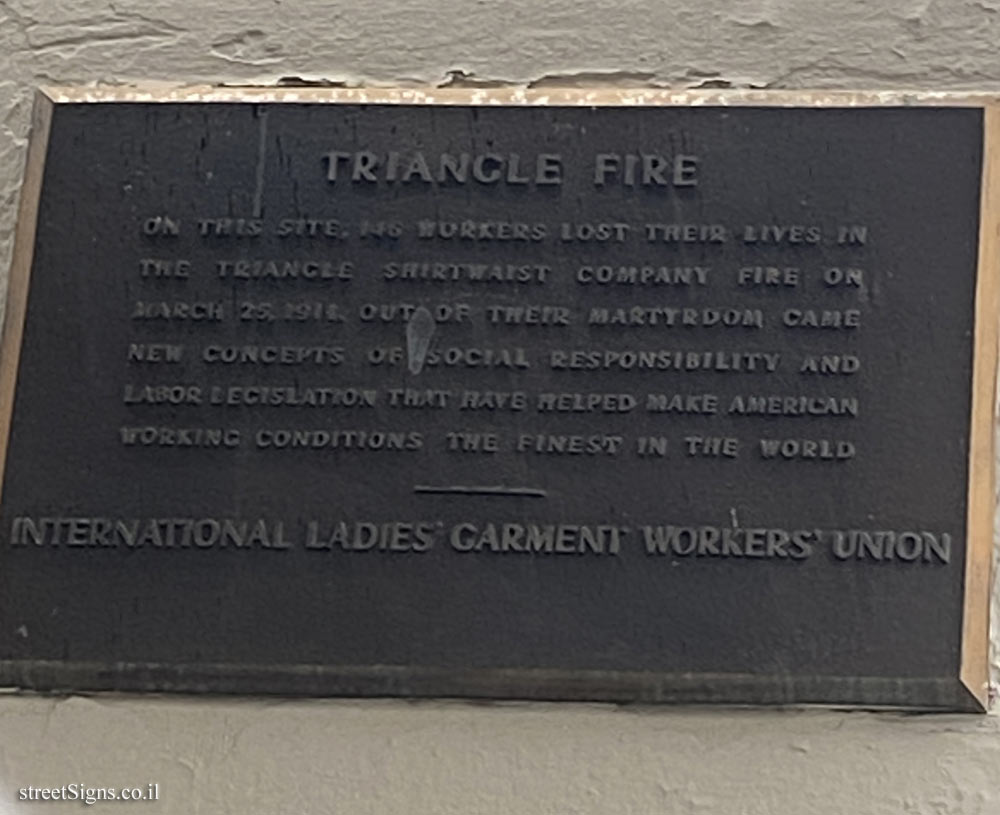 TRIANGLE FIRE
ON THIS SITE, 146 WORKERS LOST THEIR LIVES IN
THE TRIANGLE SHIRTWAIST COMPANY FIRE ON
MARCH 25, 1911. OUT OF THEIR MARTYRDOM CAME
NEW CONCEPTS OF SOCIAL RESPONSIBILITY AND
LABOR LEGISLATION THAT HAVE HELPED MAKE AMERICAN
WORKING CONDITIONS THE FINEST IN THE WORLD
INTERNATIONAL LADIES' GARMENT WORKERS' UNION
streetSigns.co.il